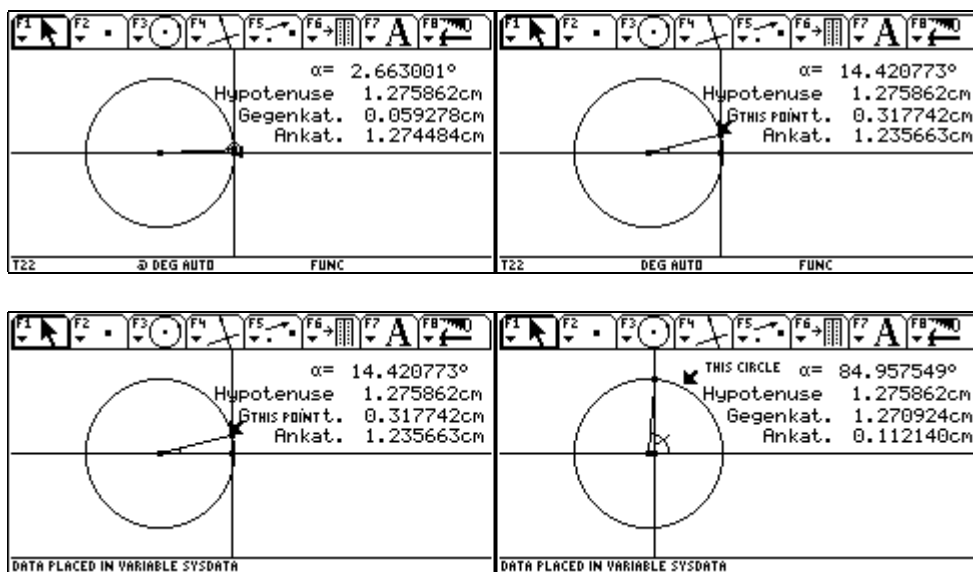 F1 F2 F3 F4 F5 F6 F7 A F8
α= 2.663001°
Hypotenuse 1.275862cm
Gegenkat. 0.059278cm
Ankat. 1.274484cm
T22 DEG AUTO FUNC
F1 F2 F3 F4 F5 F6 F7 A F8
α= 14.420773°
Hypotenuse 1.275862cm
GTHIS POINT t. 0.317742cm
Ankat. 1.235663cm
T22 DEG AUTO FUNC
F1 F2 F3 F4 F5 F6 F7 A F8
α= 14.420773°
Hypotenuse 1.275862cm
GTHIS POINT t. 0.317742cm
Ankat. 1.235663cm
DATA PLACED IN VARIABLE SYSDATA
F1 F2 F3 F4 F5 F6 F7 A F8
THIS CIRCLE α= 84.957549°
Hypotenuse 1.275862cm
Gegenkat. 1.270924cm
Ankat. 0.112140cm
DATA PLACED IN VARIABLE SYSDATA